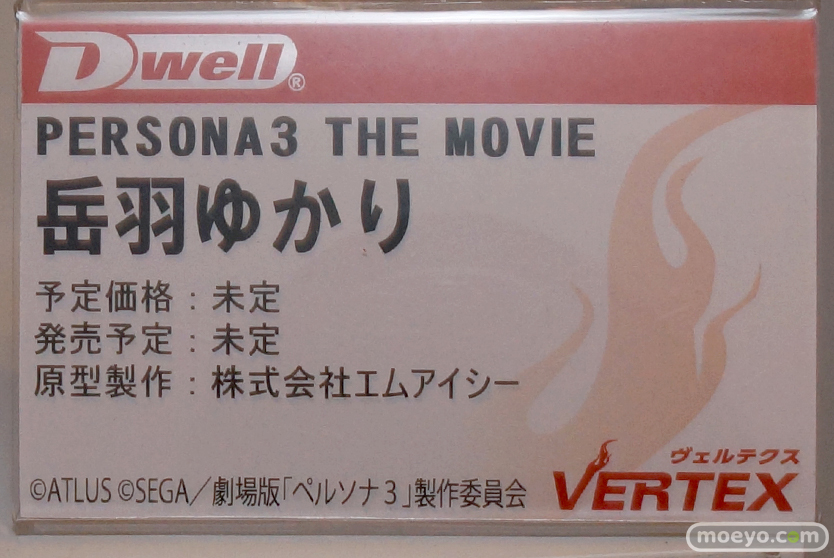 Dwell®
PERSONA3 THE MOVIE
岳羽ゆかり
予定価格：未定
発売予定：未定
原型製作：株式会社エムアイシー
ヴェルテクス
©ATLUS ©SEGA／劇場版「ペルソナ３」製作委員会
VERTEX
moeyo.com